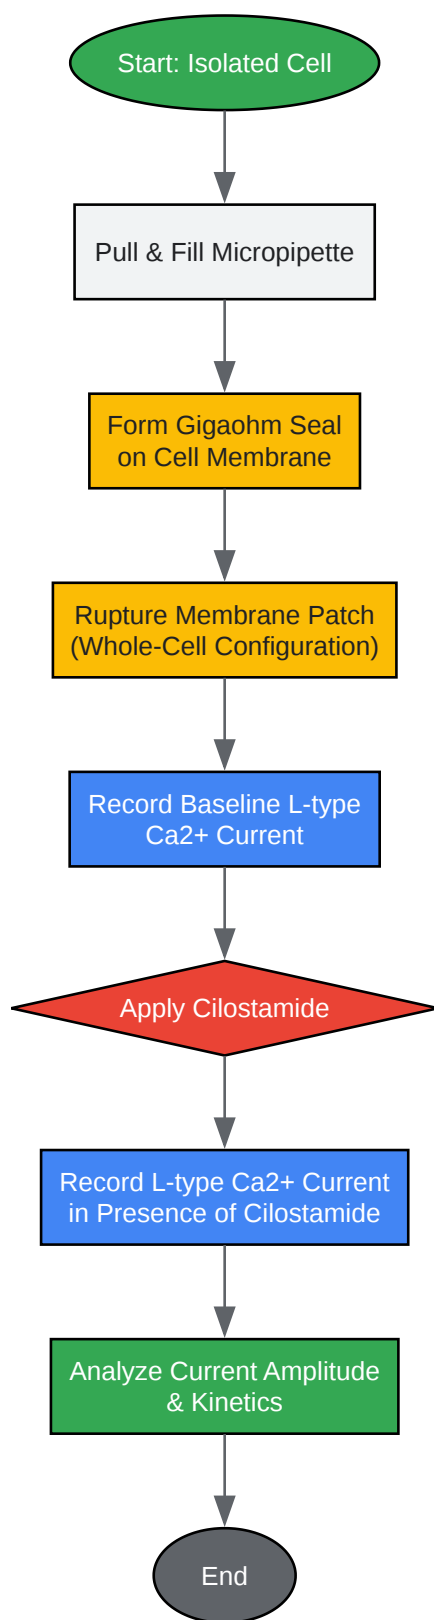 Start: Isolated Cell
Pull & Fill Micropipette
Form Gigaohm Seal
on Cell Membrane
Rupture Membrane Patch
(Whole-Cell Configuration)
Record Baseline L-type
Ca2+ Current
Apply Cilostamide
Record L-type Ca2+ Current
in Presence of Cilostamide
Analyze Current Amplitude
& Kinetics
End